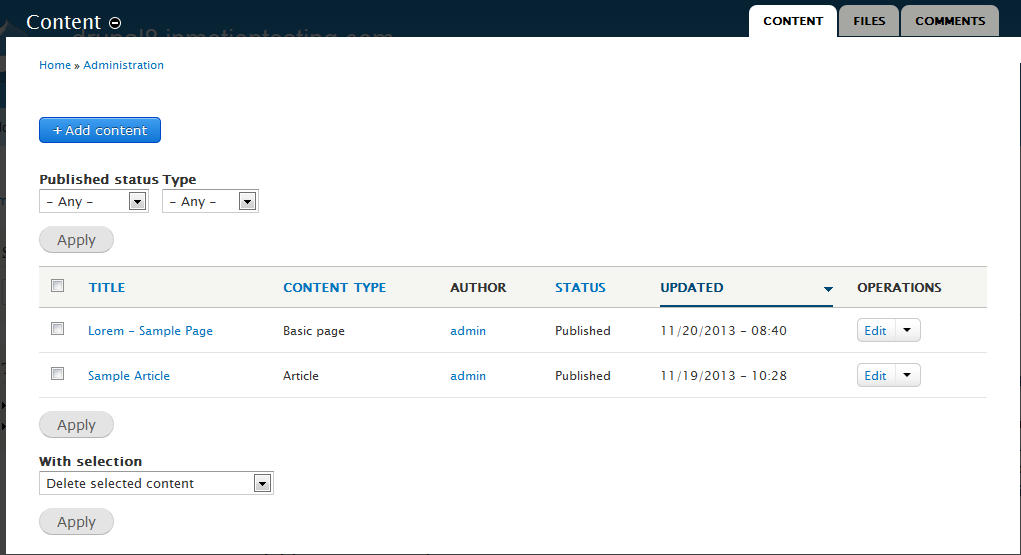 Content
CONTENT FILES COMMENTS
Home » Administration
+ Add content
Published status Type
- Any - - Any -
Apply
TITLE CONTENT TYPE AUTHOR STATUS UPDATED OPERATIONS
Lorem - Sample Page Basic page admin Published 11/20/2013 - 08:40 Edit
Sample Article Article admin Published 11/19/2013 - 10:28 Edit
Apply
With selection
Delete selected content
Apply